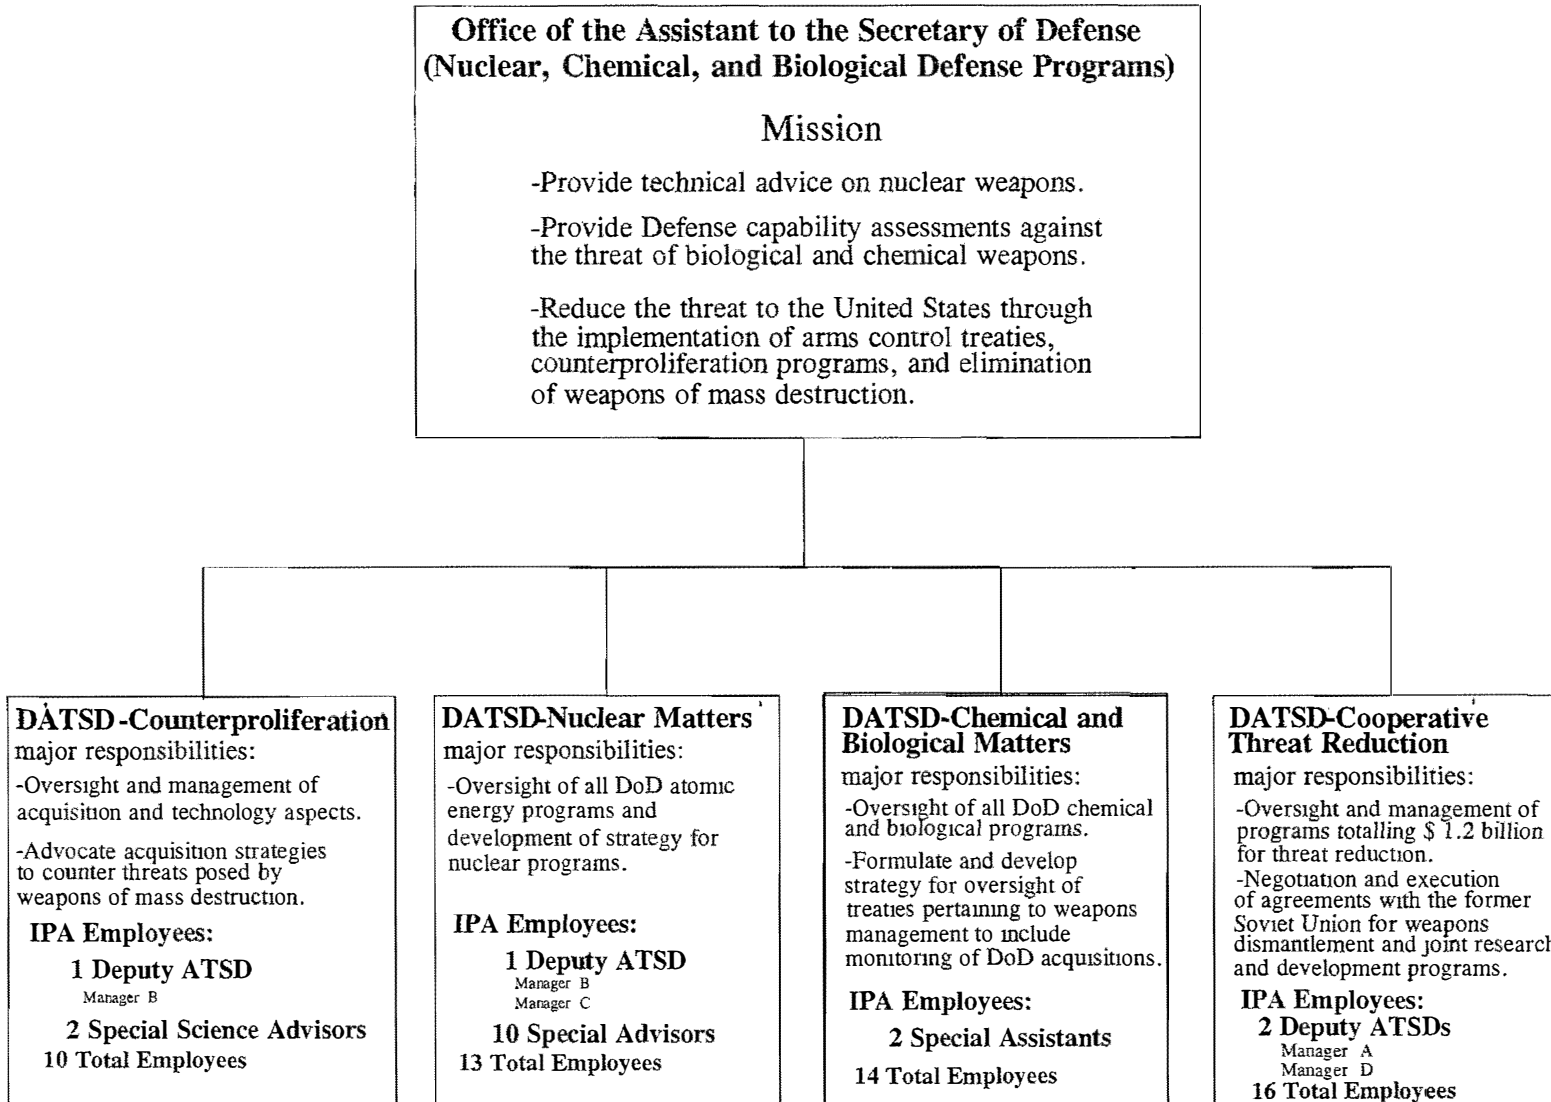 Office of the Assistant to the Secretary of Defense
(Nuclear, Chemical, and Biological Defense Programs)
Mission
-Provide technical advice on nuclear weapons.
-Provide Defense capability assessments against
the threat of biological and chemical weapons.
-Reduce the threat to the United States through
the implementation of arms control treaties,
counterproliferation programs, and elimination
of weapons of mass destruction.
DATSD-Counterproliferation
major responsibilities:
-Oversight and management of
acquisition and technology aspects.
-Advocate acquisition strategies
to counter threats posed by
weapons of mass destruction.
IPA Employees:
1 Deputy ATSD
Manager B
2 Special Science Advisors
10 Total Employees
DATSD-Nuclear Matters
major responsibilities:
-Oversight of all DoD atomic
energy programs and
development of strategy for
nuclear programs.
IPA Employees:
1 Deputy ATSD
Manager B
Manager C
10 Special Advisors
13 Total Employees
DATSD-Chemical and
Biological Matters
major responsibilities:
-Oversight of all DoD chemical
and biological programs.
-Formulate and develop
strategy for oversight of
treaties pertaining to weapons
management to include
monitoring of DoD acquisitions.
IPA Employees:
2 Special Assistants
14 Total Employees
DATSD-Cooperative
Threat Reduction
major responsibilities:
-Oversight and management of
programs totalling $ 1.2 billion
for threat reduction.
-Negotiation and execution
of agreements with the former
Soviet Union for weapons
dismantlement and joint research
and development programs.
IPA Employees:
2 Deputy ATSDs
Manager A
Manager D
16 Total Employees